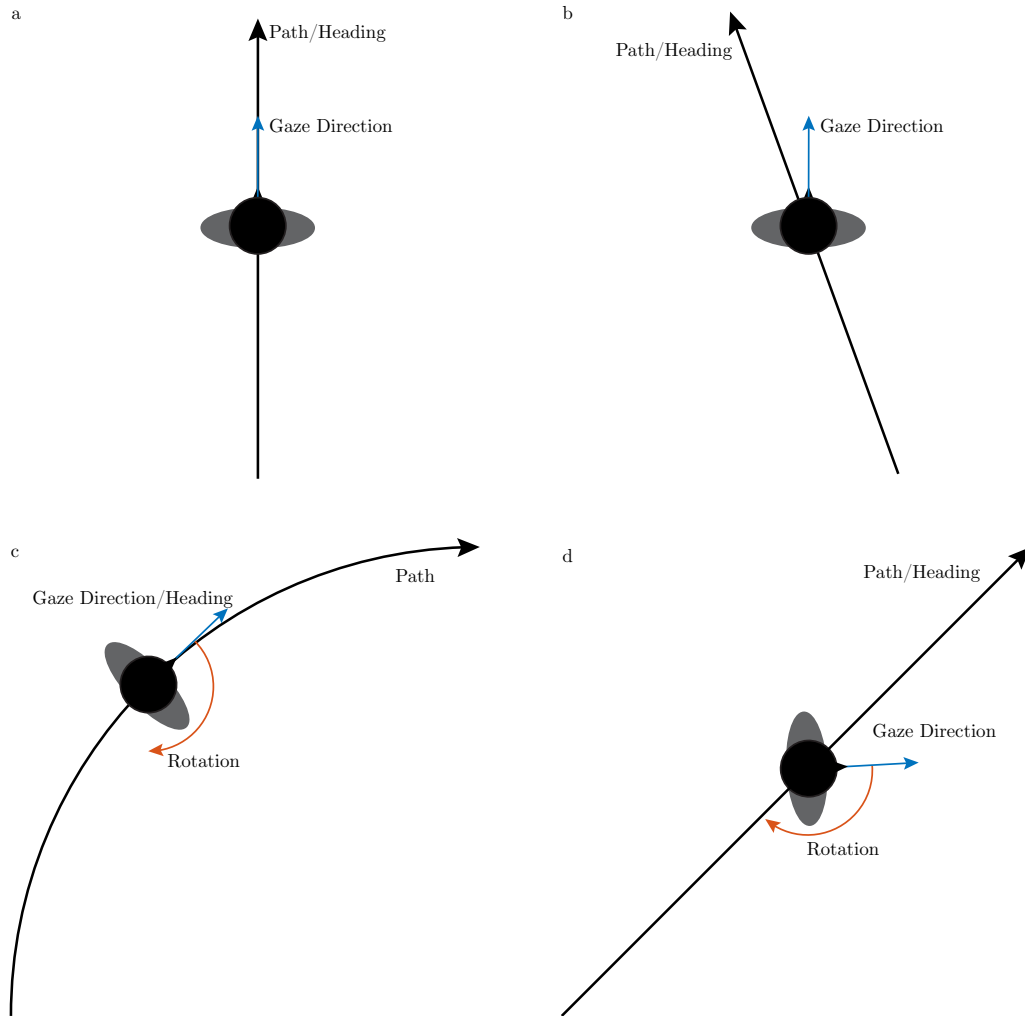 a
Path/Heading
Gaze Direction
b
Path/Heading
Gaze Direction
c
Path
Gaze Direction/Heading
Rotation
d
Path/Heading
Gaze Direction
Rotation